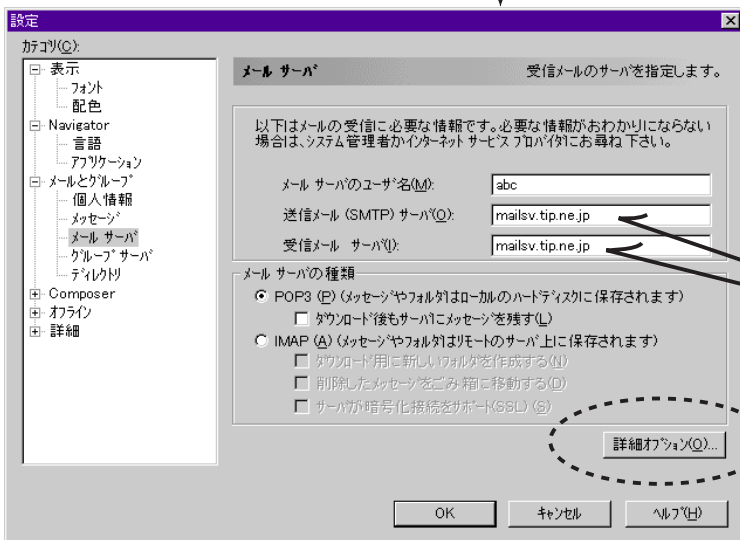 設定
カテゴリ(C):
表示
フォント
配色
Navigator
言語
アプリケーション
メールとグループ
個人情報
メッセージ
メール サーバ
グループ サーバ
ディレクトリ
Composer
オフライン
詳細
メール サーバ
受信メールのサーバを指定します。
以下はメールの受信に必要な情報です。必要な情報がおわかりにならない
場合は、システム管理者かインターネット サービス プロバイダにお尋ね下さい。
メール サーバのユーザ名(M):
abc
送信メール (SMTP) サーバ(O):
mailsv.tip.ne.jp
受信メール サーバ(I):
mailsv.tip.ne.jp
メール サーバの種類
POP3 (P) (メッセージやフォルダはローカルのハードディスクに保存されます)
ダウンロード後もサーバにメッセージを残す(L)
IMAP (A) (メッセージやフォルダはリモートのサーバ上に保存されます)
ダウンロード用に新しいフォルダを作成する(N)
削除したメッセージをごみ箱に移動する(D)
サーバが暗号化接続をサポート(SSL) (S)
詳細オプション(O)...
OK
キャンセル
ヘルプ(H)